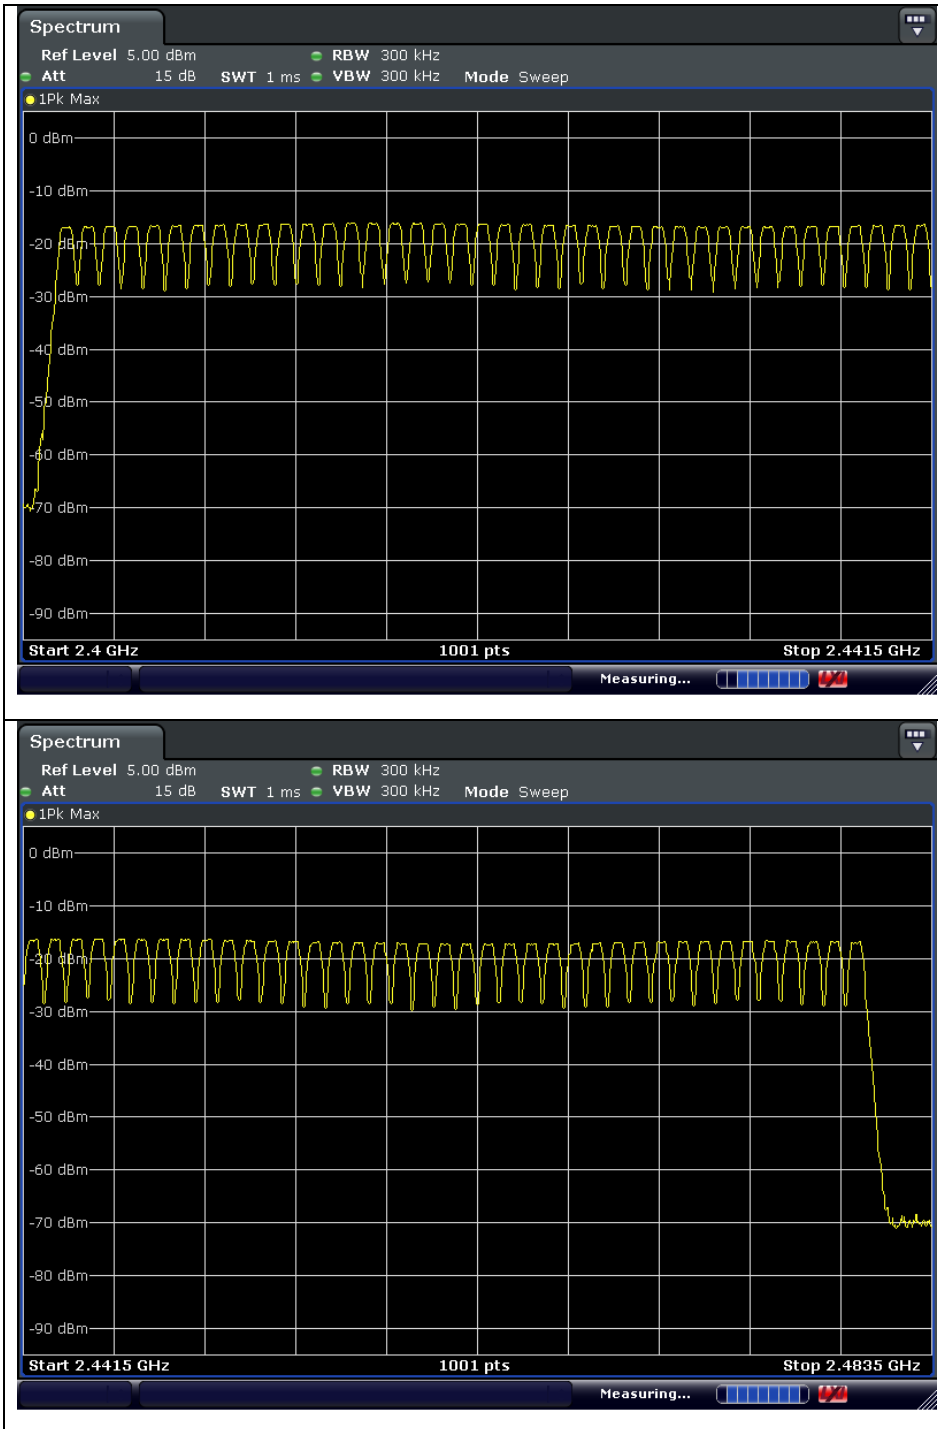 Spectrum
Ref Level 5.00 dBm RBW 300 kHz
Att 15 dB SWT 1 ms VBW 300 kHz Mode Sweep
1Pk Max
0 dBm
-10 dBm
-20 dBm
-30 dBm
-40 dBm
-50 dBm
-60 dBm
-70 dBm
-80 dBm
-90 dBm
Start 2.4 GHz 1001 pts Stop 2.4415 GHz
Measuring...
Spectrum
Ref Level 5.00 dBm RBW 300 kHz
Att 15 dB SWT 1 ms VBW 300 kHz Mode Sweep
1Pk Max
0 dBm
-10 dBm
-20 dBm
-30 dBm
-40 dBm
-50 dBm
-60 dBm
-70 dBm
-80 dBm
-90 dBm
Start 2.4415 GHz 1001 pts Stop 2.4835 GHz
Measuring...